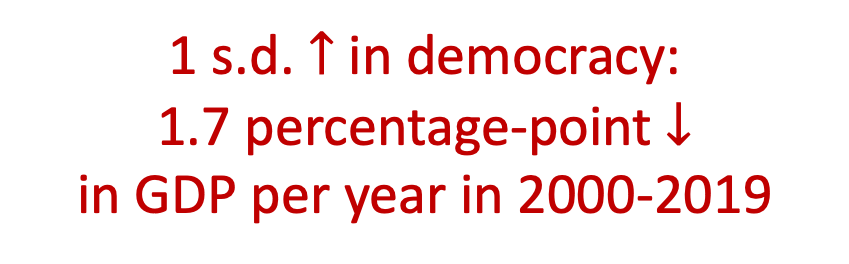 1 s.d. ↑ in democracy:
1.7 percentage-point ↓
in GDP per year in 2000-2019